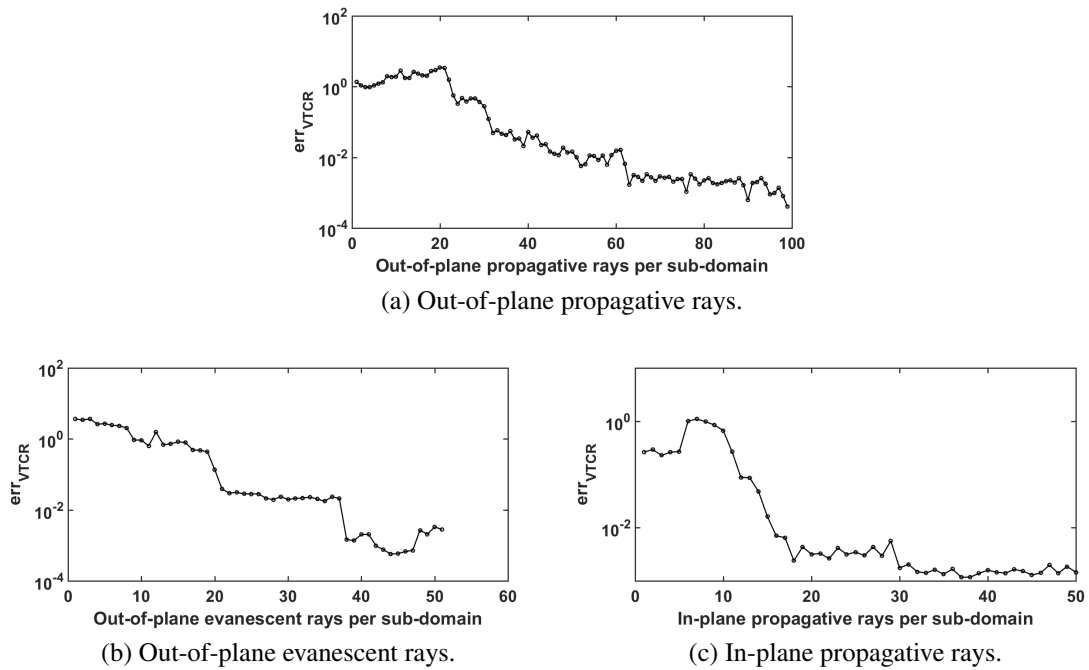 10^2
10^0
10^-2
10^-4
err_VTCR
0 20 40 60 80 100
Out-of-plane propagative rays per sub-domain
(a) Out-of-plane propagative rays.
10^2
10^0
10^-2
10^-4
err_VTCR
0 10 20 30 40 50 60
Out-of-plane evanescent rays per sub-domain
(b) Out-of-plane evanescent rays.
10^0
10^-2
err_VTCR
0 10 20 30 40 50
In-plane propagative rays per sub-domain
(c) In-plane propagative rays.